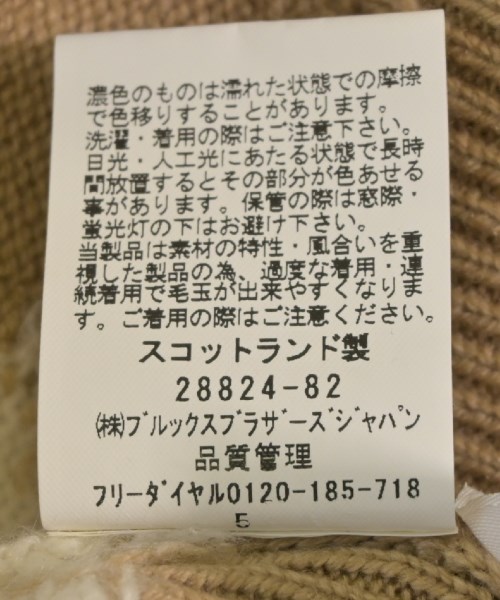 濃色のものは濡れた状態での摩擦
で色移りすることがあります。
洗濯・着用の際はご注意下さい。
日光・人工光にあたる状態で長時
間放置するとその部分が色あせる
事があります。保管の際は窓際・
蛍光灯の下はお避け下さい。
当製品は素材の特性・風合いを重
視した製品の為、過度な着用・連
続着用で毛玉が出来やすくなりま
す。ご着用の際はご注意ください。
スコットランド製
28824-82
㈱ブルックスブラザーズジャパン
品質管理
フリーダイヤル0120-185-718
E